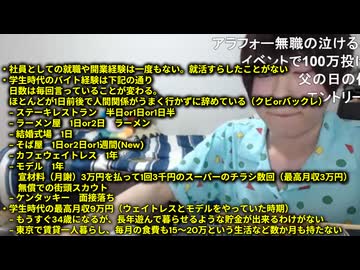 アラフォー無職の泣ける
イベントで100万投
父の日の
エントリー
・社員としての就職や開業経験は一度もない。就活すらしたことがない
・学生時代のバイト経験は下記の通り
日数は毎回言っていることが変わる。
ほとんどが1日前後で人間関係がうまく行かずに辞めている（クビorバックレ）
- ステーキレストラン　半日or1日or1日半
- ラーメン屋　1日or2日　ラーメン
- 結婚式場　1日
- そば屋　1日or2日or1週間(New)
- カフェウェイトレス　1年
- モデル　1年
宣材料（月謝）3万円を払って1回3千円のスーパーのチラシ数回（最高月収3万円）
無償での街頭スカウト
- ケンタッキー　面接落ち
・学生時代の最高月収9万円（ウェイトレスとモデルをやっていた時期）
- もうすぐ34歳になるが、長年遊んで暮らせるような貯金が出来るわけがない
- 東京で賃貸一人暮らし、毎月の食費も15～20万という生活など数か月も持たない